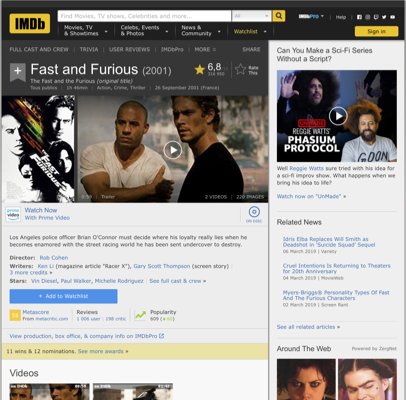 IMDb
Find Movies, TV shows, Celebrities and more...
All
IMDbPro
Help
Movies, TV & Showtimes
Celebs, Events & Photos
News & Community
Watchlist
Sign in
FULL CAST AND CREW | TRIVIA | USER REVIEWS | IMDbPro | MORE
SHARE
Fast and Furious (2001)
The Fast and the Furious (original title)
Tous publics | 1h 46min | Action, Crime, Thriller | 26 September 2001 (France)
6,8
Rate This
Trailer
3 VIDEOS
220 IMAGES
prime video
Watch Now
With Prime Video
ON DISC
Los Angeles police officer Brian O'Conner must decide where his loyalty really lies when he
becomes enamored with the street racing world he has been sent undercover to destroy.
Director: Rob Cohen
Writers: Ken Li (magazine article "Racer X"), Gary Scott Thompson (screen story) |
3 more credits »
Stars: Vin Diesel, Paul Walker, Michelle Rodriguez | See full cast & crew »
+ Add to Watchlist
Metascore
From metacritic.com
Reviews
1 086 user | 198 critic
Popularity
View production, box office, & company info on IMDbPro
11 wins & 12 nominations. See more awards »
Videos
Can You Make a Sci-Fi Series
Without a Script?
REGGIE WATTS'
PHASIUM
PROTOCOL
Well Reggie Watts sure tried with his idea for
a sci-fi improv show. What happens when we
bring his idea to life?
Watch now on "UnMade" »
Related News
Idris Elba Replaces Will Smith as
Deadshot in 'Suicide Squad' Sequel
06 March 2019 | Variety
Cruel Intentions Is Returning to Theaters
for 20th Anniversary
04 March 2019 | MovieWeb
Myers-Briggs® Personality Types Of Fast
And The Furious Characters
02 March 2019 | Screen Rant
See all related articles »
Around The Web
Powered by ZergNet